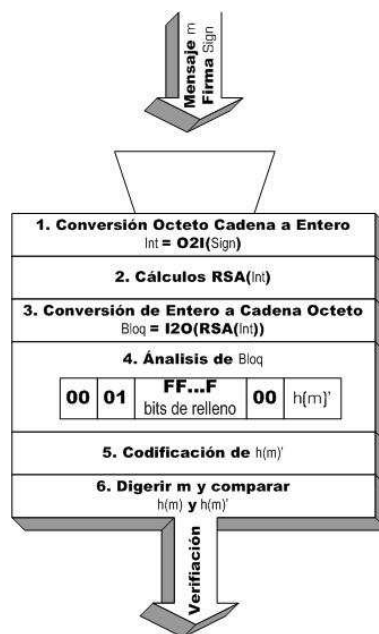 Mensaje m
Firma Sign
1. Conversión Octeto Cadena a Entero
Int = O2I(Sign)
2. Cálculos RSA(Int)
3. Conversión de Entero a Cadena Octeto
Bloq = I2O(RSA(Int))
4. Ánalisis de Bloq
00 01 FF...F 00 h(m)'
bits de relleno
5. Codificación de h(m)'
6. Digerir m y comparar
h(m) y h(m)'
Verifiación